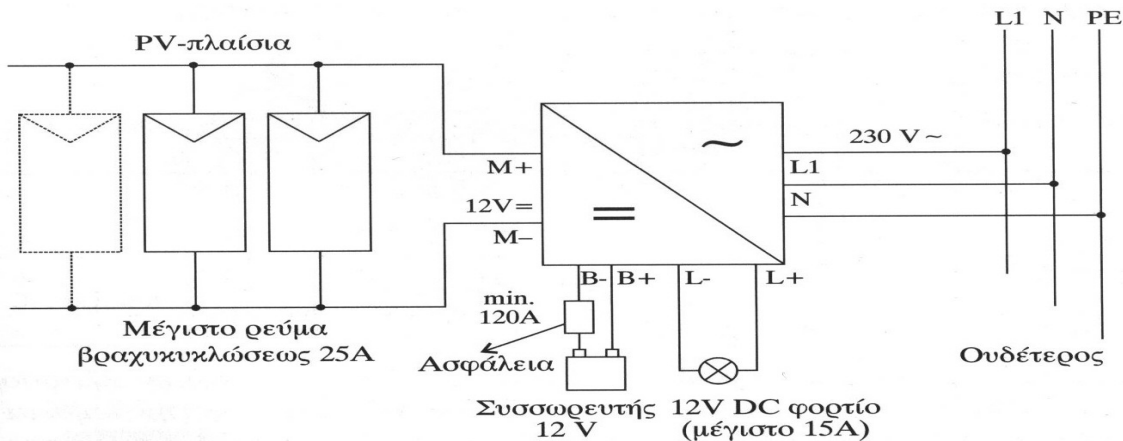 L1 N PE
PV-πλαίσια
230 V~
M+
L1
12V=
N
M–
B- B+ L- L+
min.
120A
Μέγιστο ρεύμα
βραχυκυκλώσεως 25A
Ασφάλεια
Ουδέτερος
Συσσωρευτής
12 V
12V DC φορτίο
(μέγιστο 15A)